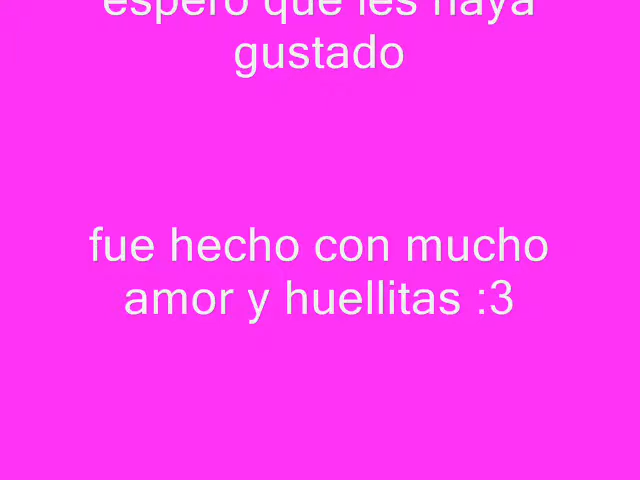 espero que les haya
gustado
fue hecho con mucho
amor y huellitas :3